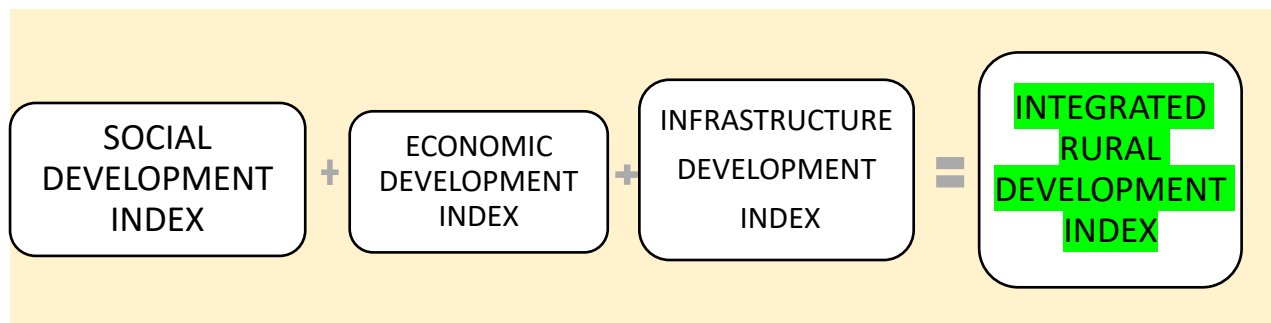 SOCIAL
DEVELOPMENT
INDEX
+
ECONOMIC
DEVELOPMENT
INDEX
+
INFRASTRUCTURE
DEVELOPMENT
INDEX
=
INTEGRATED
RURAL
DEVELOPMENT
INDEX